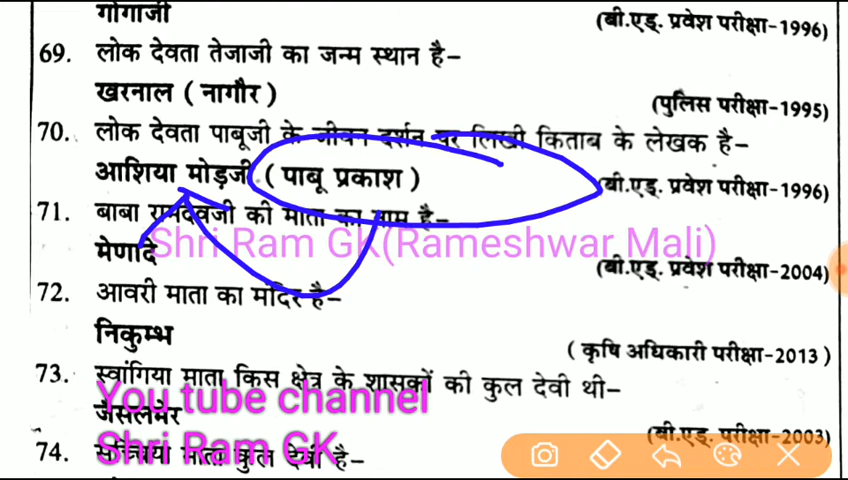 गोगाजी
(बी.एड्. प्रवेश परीक्षा-1996)
69. लोक देवता तेजाजी का जन्म स्थान है–
खरनाल ( नागौर )
(पुलिस परीक्षा-1995)
70. लोक देवता पाबूजी के जीवन दर्शन पर लिखी किताब के लेखक है–
आशिया मोड़जी ( पाबू प्रकाश )
(बी.एड्. प्रवेश परीक्षा-1996)
71. बाबा रामदेवजी की माता का नाम है–
Shri Ram GK(Rameshwar Mali)
मेणादे
(बी.एड्. प्रवेश परीक्षा-2004)
72. आवरी माता का मंदिर है–
निकुम्भ
( कृषि अधिकारी परीक्षा-2013 )
73. स्वांगिया माता किस क्षेत्र के शासकों की कुल देवी थी–
You tube channel
जैसलमेर
(बी.एड्. परीक्षा-2003)
Shri Ram GK
74. सच्चिया माता कुल देवी है–